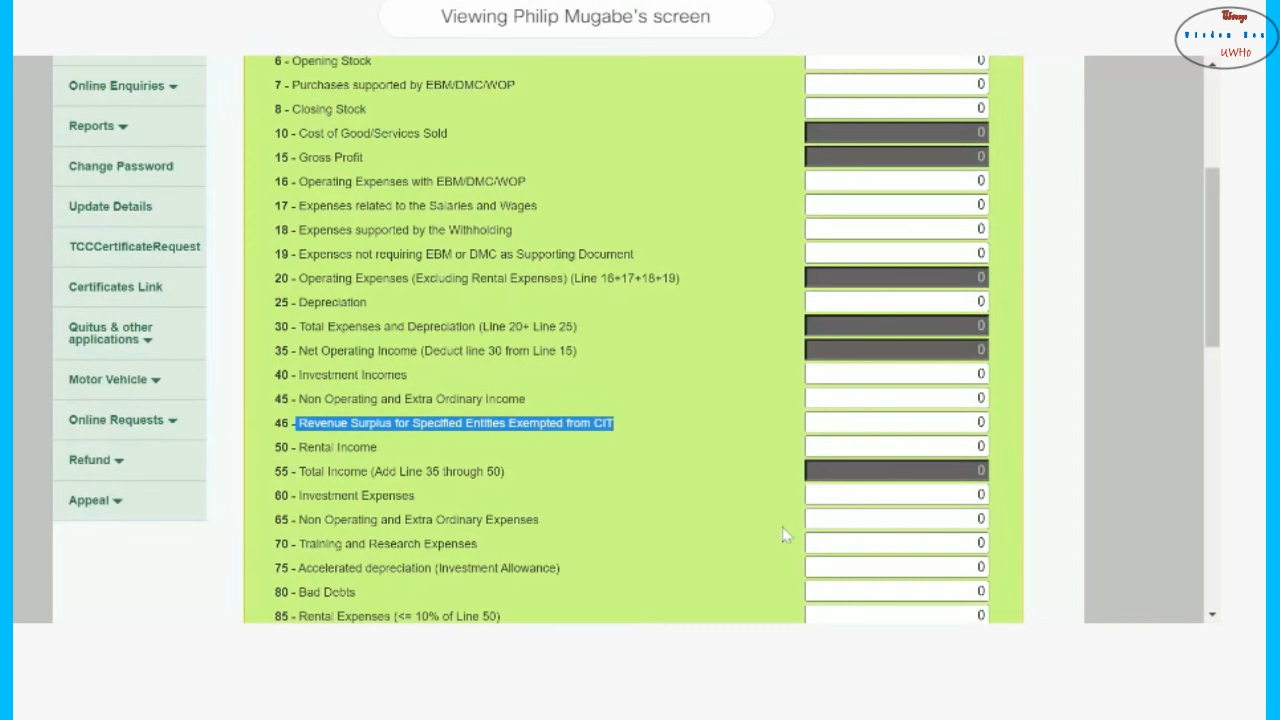 Viewing Philip Mugabe's screen
Wenye
Wisdom Hou
UWHo
Online Enquiries
Reports
Change Password
Update Details
TCCCertificateRequest
Certificates Link
Quitus & other
applications
Motor Vehicle
Online Requests
Refund
Appeal
6 - Opening Stock 0
7 - Purchases supported by EBM/DMC/WOP 0
8 - Closing Stock 0
10 - Cost of Good/Services Sold 0
15 - Gross Profit 0
16 - Operating Expenses with EBM/DMC/WOP 0
17 - Expenses related to the Salaries and Wages 0
18 - Expenses supported by the Withholding 0
19 - Expenses not requiring EBM or DMC as Supporting Document 0
20 - Operating Expenses (Excluding Rental Expenses) (Line 16+17+18+19) 0
25 - Depreciation 0
30 - Total Expenses and Depreciation (Line 20+ Line 25) 0
35 - Net Operating Income (Deduct line 30 from Line 15) 0
40 - Investment Incomes 0
45 - Non Operating and Extra Ordinary Income 0
46 - Revenue Surplus for Specified Entities Exempted from CIT 0
50 - Rental Income 0
55 - Total Income (Add Line 35 through 50) 0
60 - Investment Expenses 0
65 - Non Operating and Extra Ordinary Expenses 0
70 - Training and Research Expenses 0
75 - Accelerated depreciation (Investment Allowance) 0
80 - Bad Debts 0
85 - Rental Expenses (<= 10% of Line 50) 0